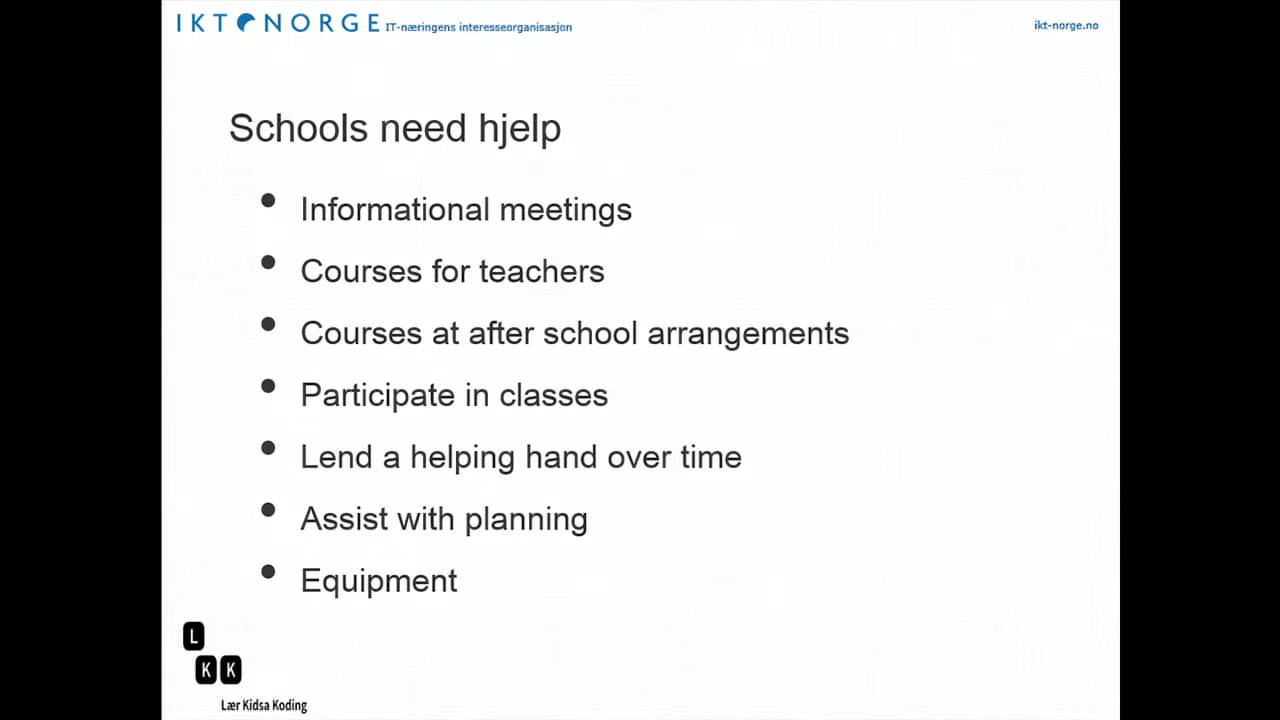 IKT NORGE IT-næringens interesseorganisasjon
ikt-norge.no
Schools need hjelp
• Informational meetings
• Courses for teachers
• Courses at after school arrangements
• Participate in classes
• Lend a helping hand over time
• Assist with planning
• Equipment
L
K K
Lær Kidsa Koding